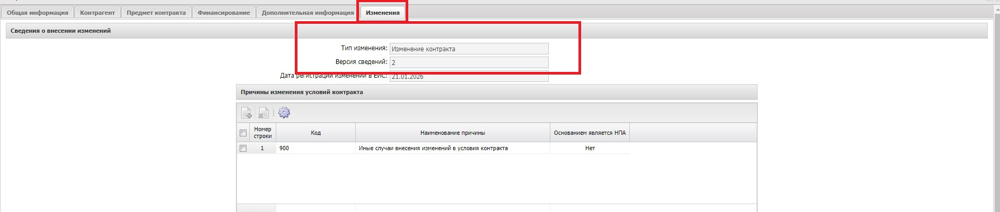 Общая информация Контрагент Предмет контракта Финансирование Дополнительная информация Изменения
Сведения о внесении изменений
Тип изменения: Изменение контракта
Версия сведений: 2
Дата регистрации изменений в ЕИС: 21.01.2026
Причины изменения условий контракта
Номер строки Код Наименование причины Основанием является НПА
1 900 Иные случаи внесения изменений в условия контракта Нет